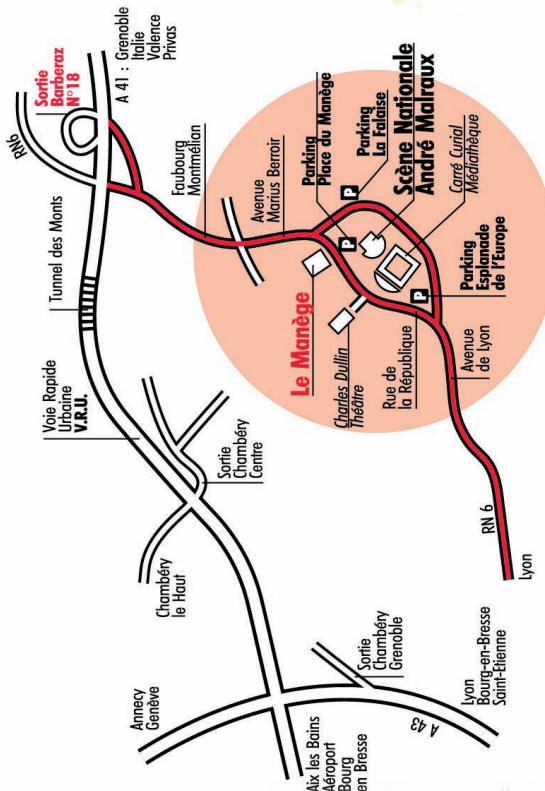 Annecy
Genève
Aix les Bains
Aéroport
Bourg
en Bresse
A 43
Lyon
Bourg-en-Bresse
Saint-Etienne
Sortie
Chambéry
Grenoble
Chambéry
le Haut
Sortie
Chambéry
Centre
Voie Rapide
Urbaine
V.R.U.
Tunnel des Monts
RN6
Sortie
Barberaz
N°18
A 41 : Grenoble
Italie
Valence
Privas
Faubourg
Montmélian
Avenue
Marius Berroir
Parking
Place du Manège
P
Parking
La Falaise
P
Scène Nationale
André Malraux
Carré Curial
Médiathèque
Parking
Esplanade
de l'Europe
P
Le Manège
Charles Dullin
Théâtre
Rue de
la République
Avenue
de Lyon
RN 6
Lyon